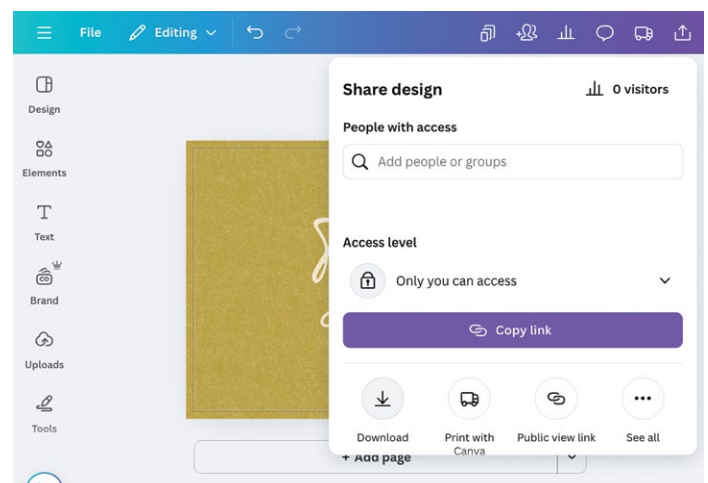 File Editing
Share design 0 visitors
Design
People with access
Add people or groups
Elements
Text
Access level
Only you can access
CO
Brand
Copy link
Uploads
Download Print with Canva Public view link See all
Tools
+ Add page